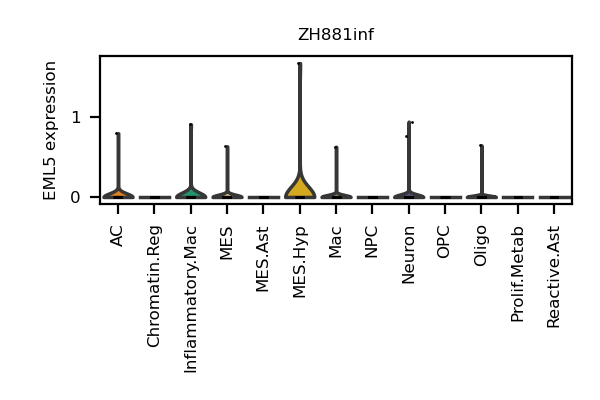 ZH881inf
EML5 expression
1
0
AC
Chromatin.Reg
Inflammatory.Mac
MES
MES.Ast
MES.Hyp
Mac
NPC
Neuron
OPC
Oligo
Prolif.Metab
Reactive.Ast